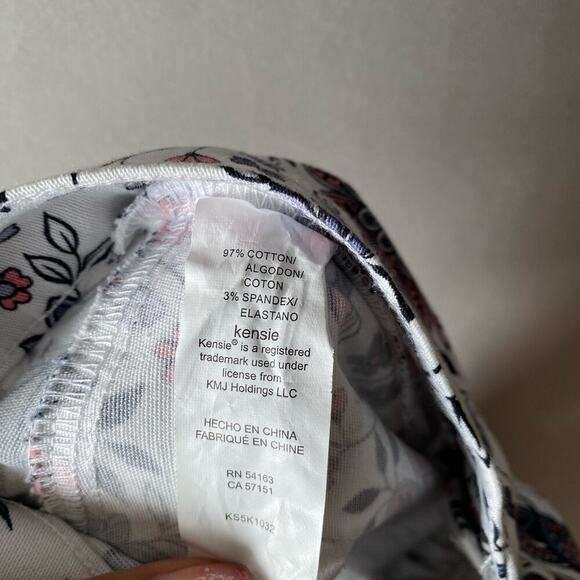 97% COTTON/
ALGODON/
COTON
3% SPANDEX/
ELASTANO
kensie
Kensie® is a registered
trademark used under
license from
KMJ Holdings LLC
HECHO EN CHINA
FABRIQUÉ EN CHINE
RN 54163
CA 57151
KS5K1032